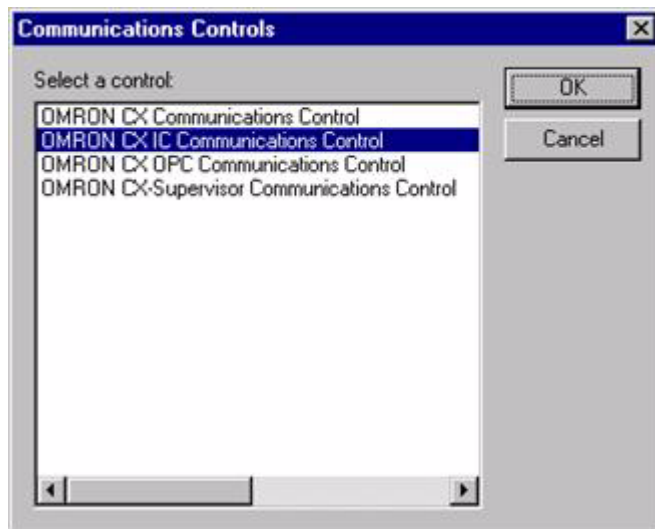 Communications Controls
Select a control:
OMRON CX Communications Control
OMRON CX IC Communications Control
OMRON CX OPC Communications Control
OMRON CX-Supervisor Communications Control
OK
Cancel